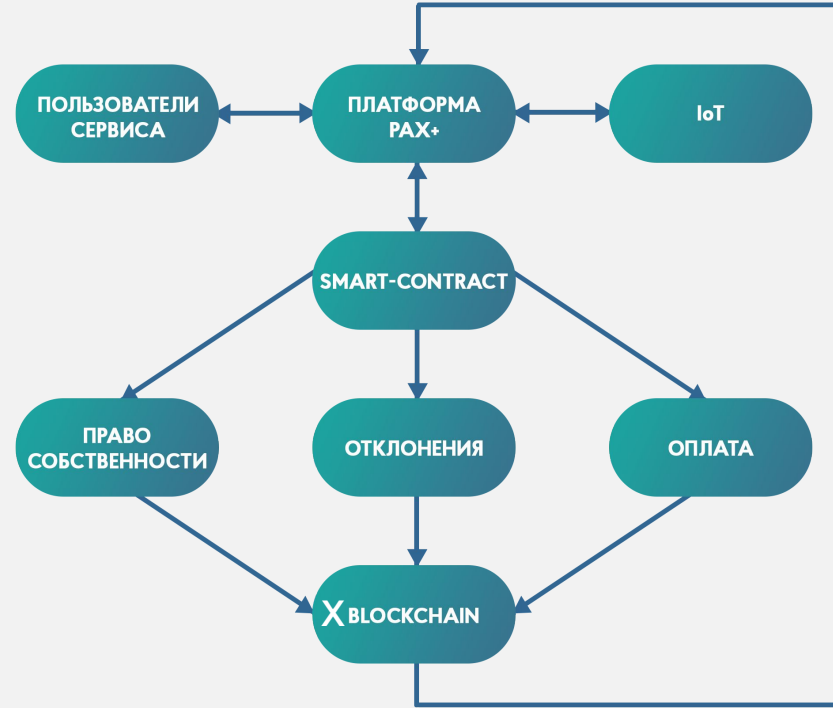 ПОЛЬЗОВАТЕЛИ
СЕРВИСА
ПЛАТФОРМА
PAX+
IoT
SMART-CONTRACT
ПРАВО
СОБСТВЕННОСТИ
ОТКЛОНЕНИЯ
ОПЛАТА
X BLOCKCHAIN